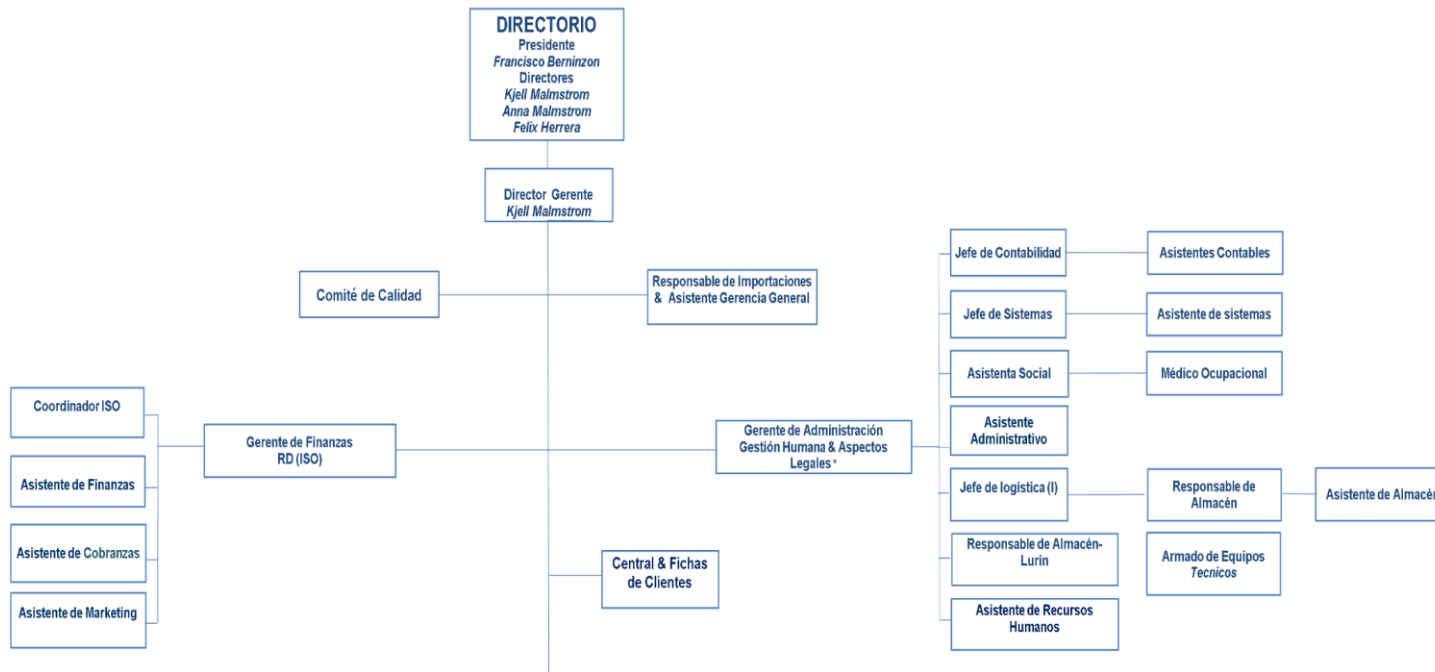 DIRECTORIO
Presidente
Francisco Berninzon
Directores
Kjell Malmstrom
Anna Malmstrom
Felix Herrera
Director Gerente
Kjell Malmstrom
Comité de Calidad
Responsable de Importaciones
& Asistente Gerencia General
Coordinador ISO
Asistente de Finanzas
Asistente de Cobranzas
Asistente de Marketing
Gerente de Finanzas
RD (ISO)
Gerente de Administración
Gestión Humana & Aspectos
Legales *
Central & Fichas
de Clientes
Jefe de Contabilidad
Asistentes Contables
Jefe de Sistemas
Asistente de sistemas
Asistenta Social
Médico Ocupacional
Asistente
Administrativo
Jefe de logística (I)
Responsable de
Almacén
Asistente de Almacén
Responsable de Almacén-
Lurin
Armado de Equipos
Tecnicos
Asistente de Recursos
Humanos